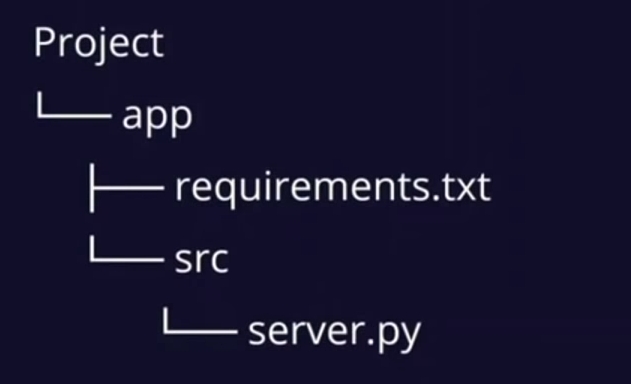 Project
└── app
├── requirements.txt
└── src
└── server.py